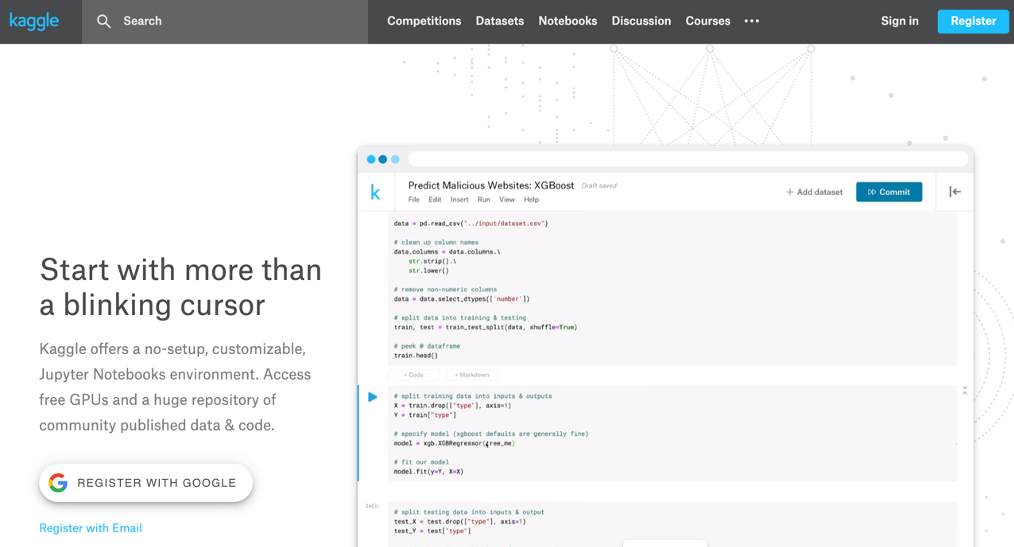 kaggle
Search
Competitions Datasets Notebooks Discussion Courses •••
Sign in
Register
Start with more than
a blinking cursor
Kaggle offers a no-setup, customizable,
Jupyter Notebooks environment. Access
free GPUs and a huge repository of
community published data & code.
REGISTER WITH GOOGLE
Register with Email
k
Predict Malicious Websites: XGBoost Draft saved
File Edit Insert Run View Help
+ Add dataset
Commit
data = pd.read_csv("../input/dataset.csv")
# clean up column names
data.columns = data.columns.\
str.strip().\
str.lower()
# remove non-numeric columns
data = data.select_dtypes(['number'])
# split data into training & testing
train, test = train_test_split(data, shuffle=True)
# peek @ dataframe
train.head()
+ Code + Markdown
# split training data into inputs & outputs
X = train.drop(["type"], axis=1)
Y = train["type"]
# specify model (xgboost defaults are generally fine)
model = xgb.XGBRegressor(tree_me)
# fit our model
model.fit(y=Y, X=X)
# split testing data into inputs & output
test_X = test.drop(["type"], axis=1)
test_Y = test["type"]